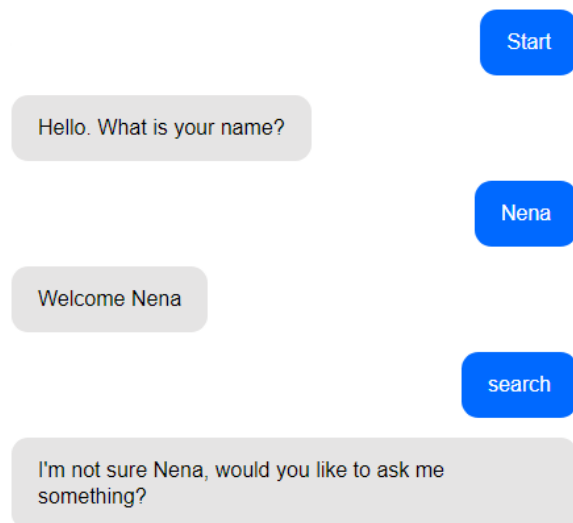 Start
Hello. What is your name?
Nena
Welcome Nena
search
I'm not sure Nena, would you like to ask me
something?